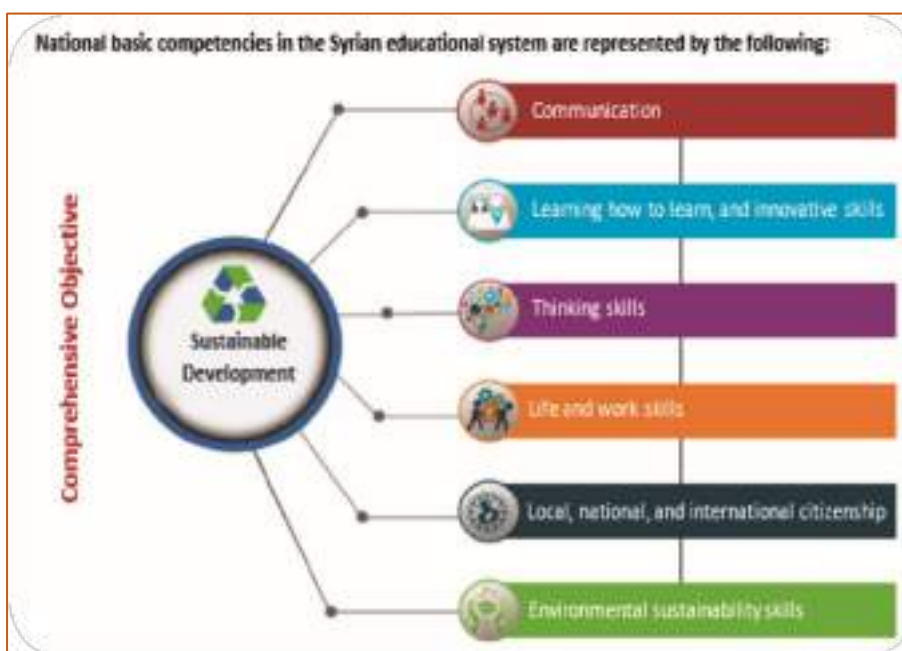 National basic competencies in the Syrian educational system are represented by the following:
Comprehensive Objective
Sustainable
Development
Communication
Learning how to learn, and innovative skills
Thinking skills
Life and work skills
Local, national, and international citizenship
Environmental sustainability skills